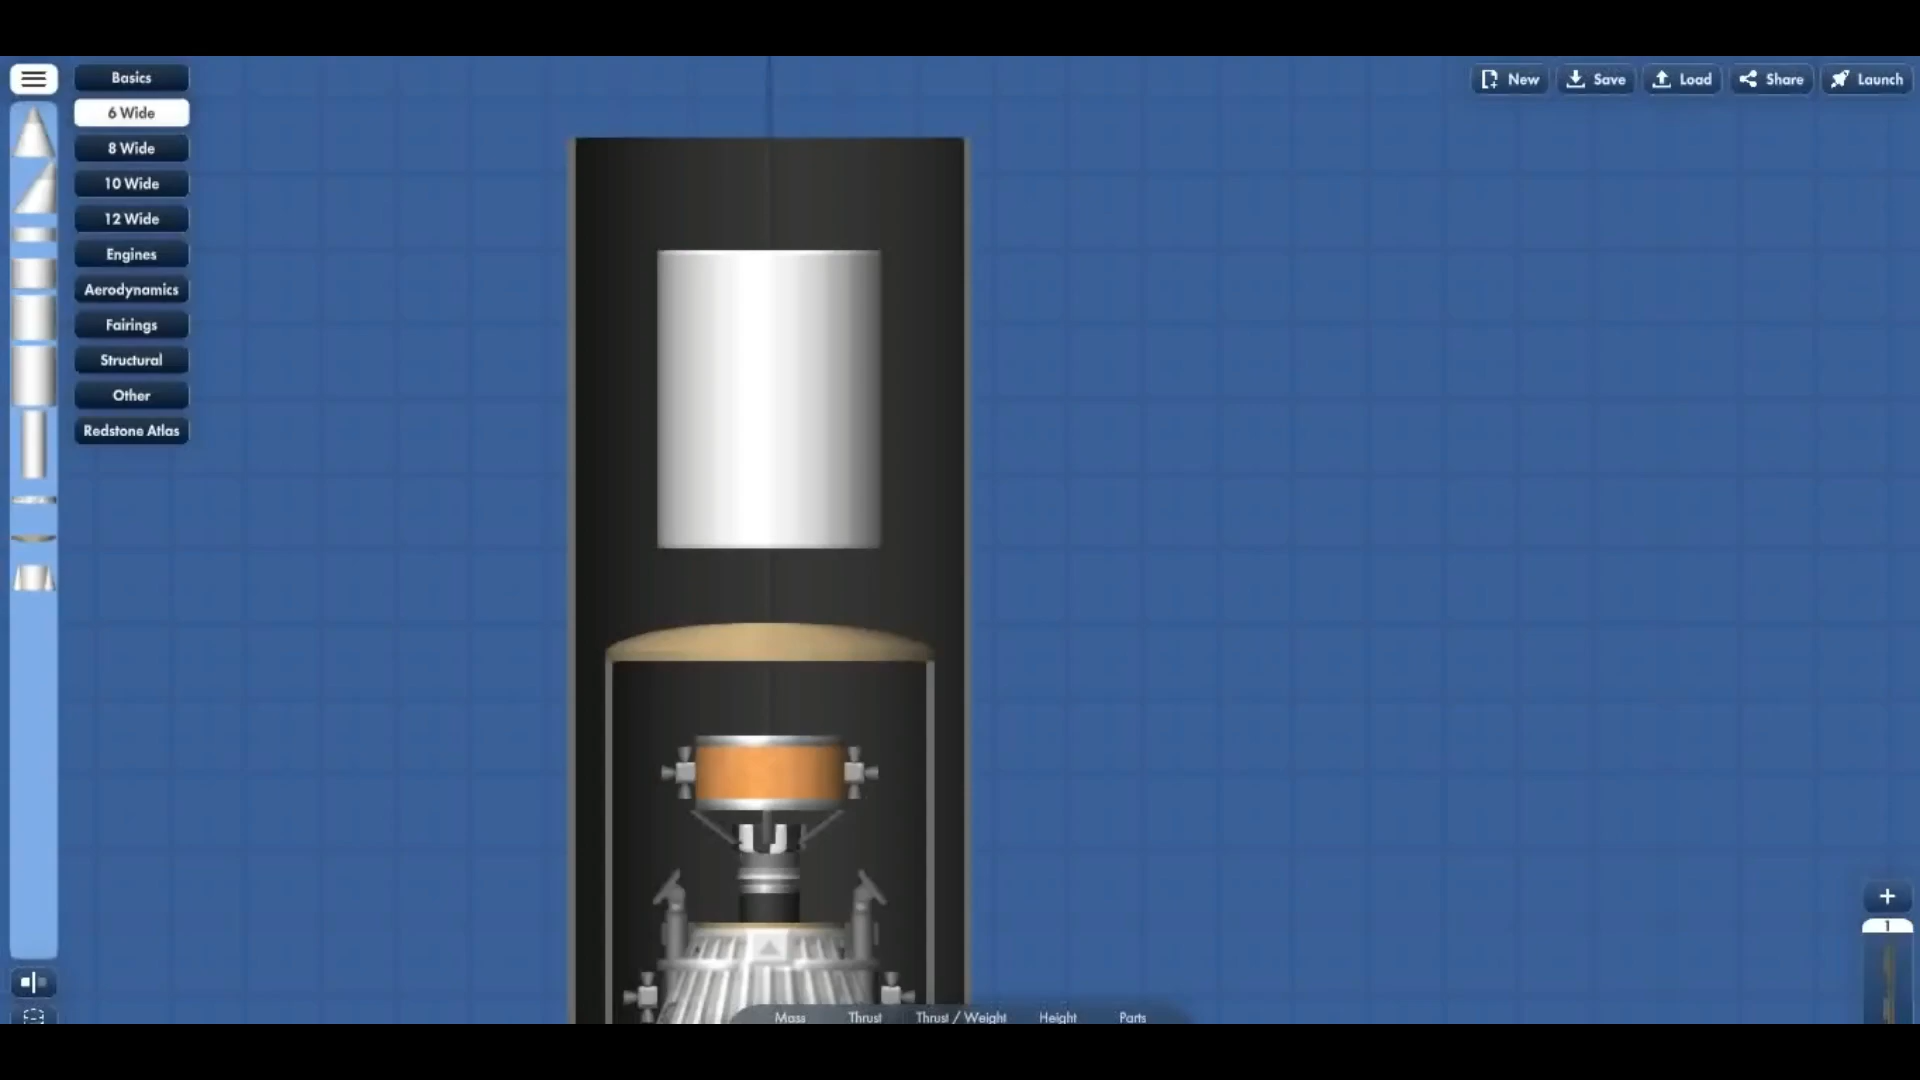 Basics
6 Wide
8 Wide
10 Wide
12 Wide
Engines
Aerodynamics
Fairings
Structural
Other
Redstone Atlas
New Save Load Share Launch
1
Mass Thrust Thrust / Weight Height Parts